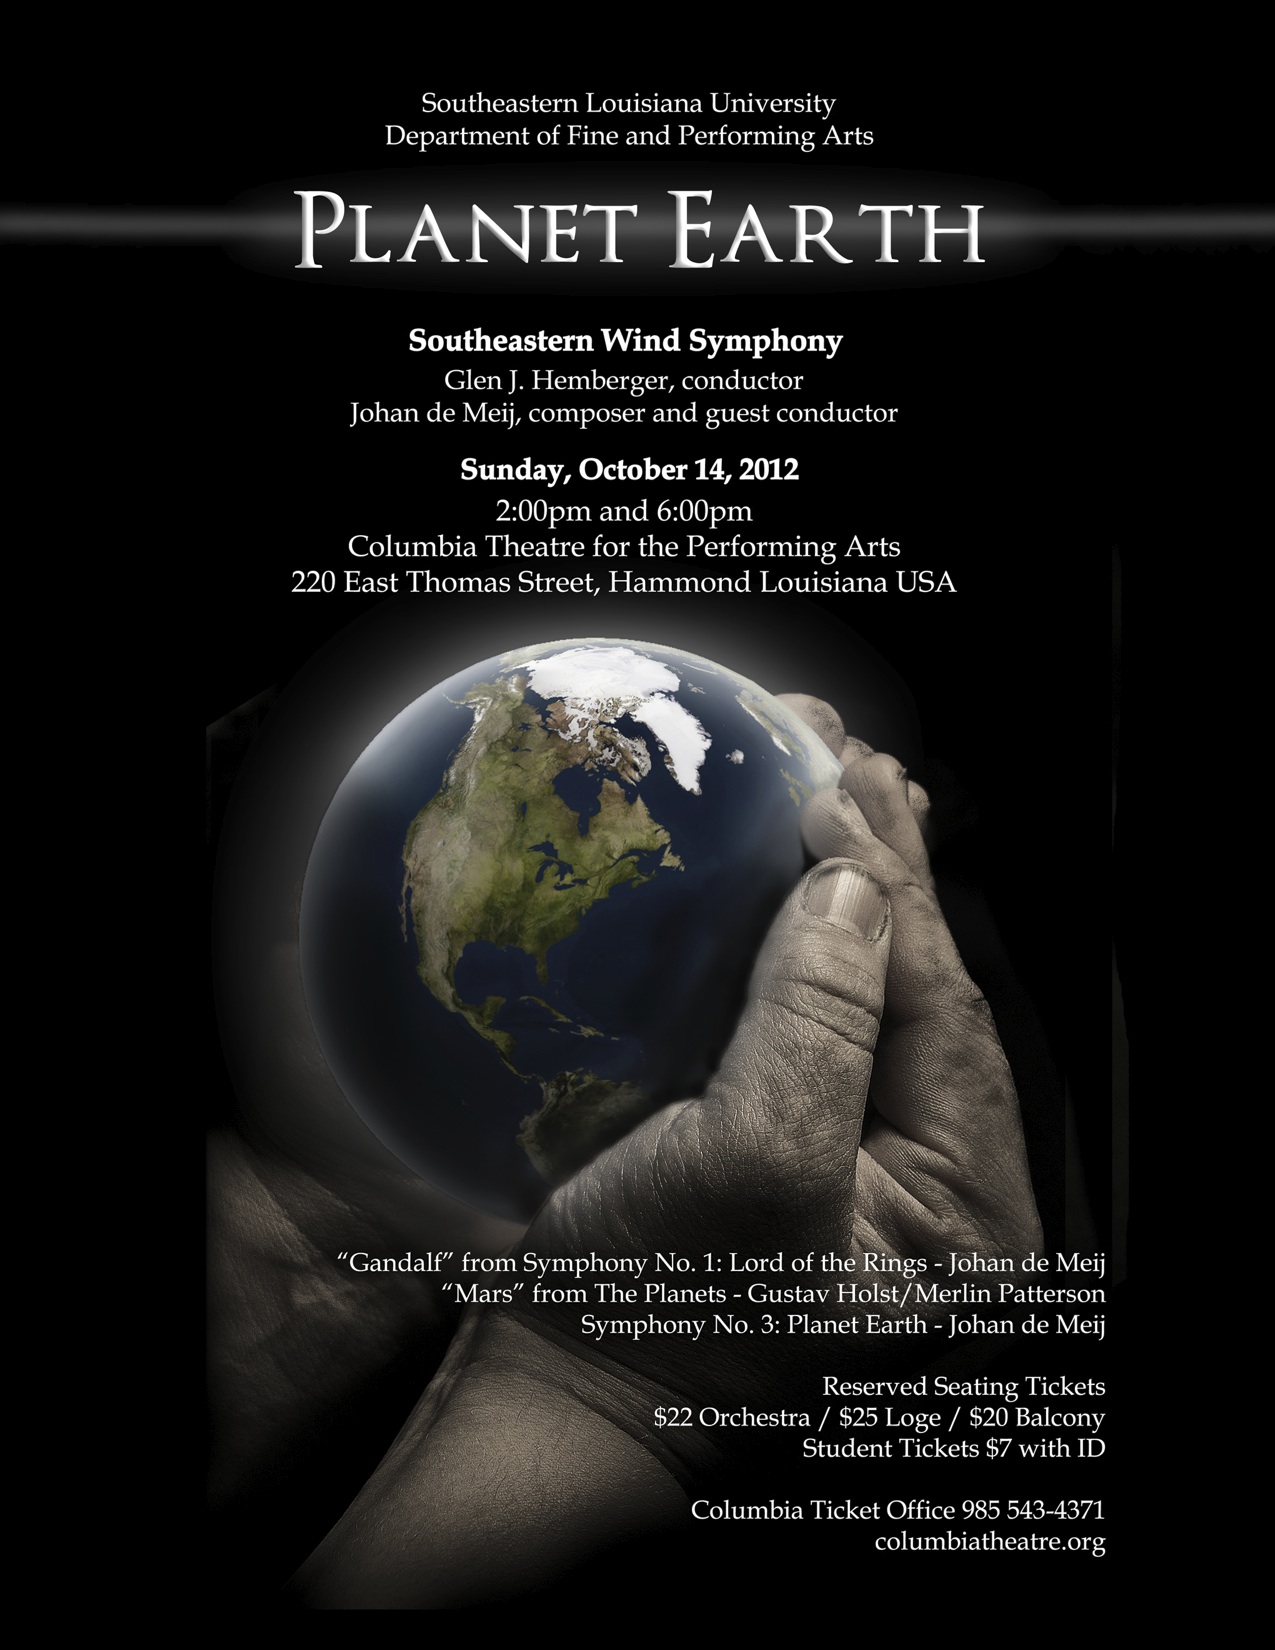 Southeastern Louisiana University
Department of Fine and Performing Arts
PLANET EARTH
Southeastern Wind Symphony
Glen J. Hemberger, conductor
Johan de Meij, composer and guest conductor
Sunday, October 14, 2012
2:00pm and 6:00pm
Columbia Theatre for the Performing Arts
220 East Thomas Street, Hammond Louisiana USA
“Gandalf” from Symphony No. 1: Lord of the Rings - Johan de Meij
“Mars” from The Planets - Gustav Holst/Merlin Patterson
Symphony No. 3: Planet Earth - Johan de Meij
Reserved Seating Tickets
$22 Orchestra / $25 Loge / $20 Balcony
Student Tickets $7 with ID
Columbia Ticket Office 985 543-4371
columbiatheatre.org